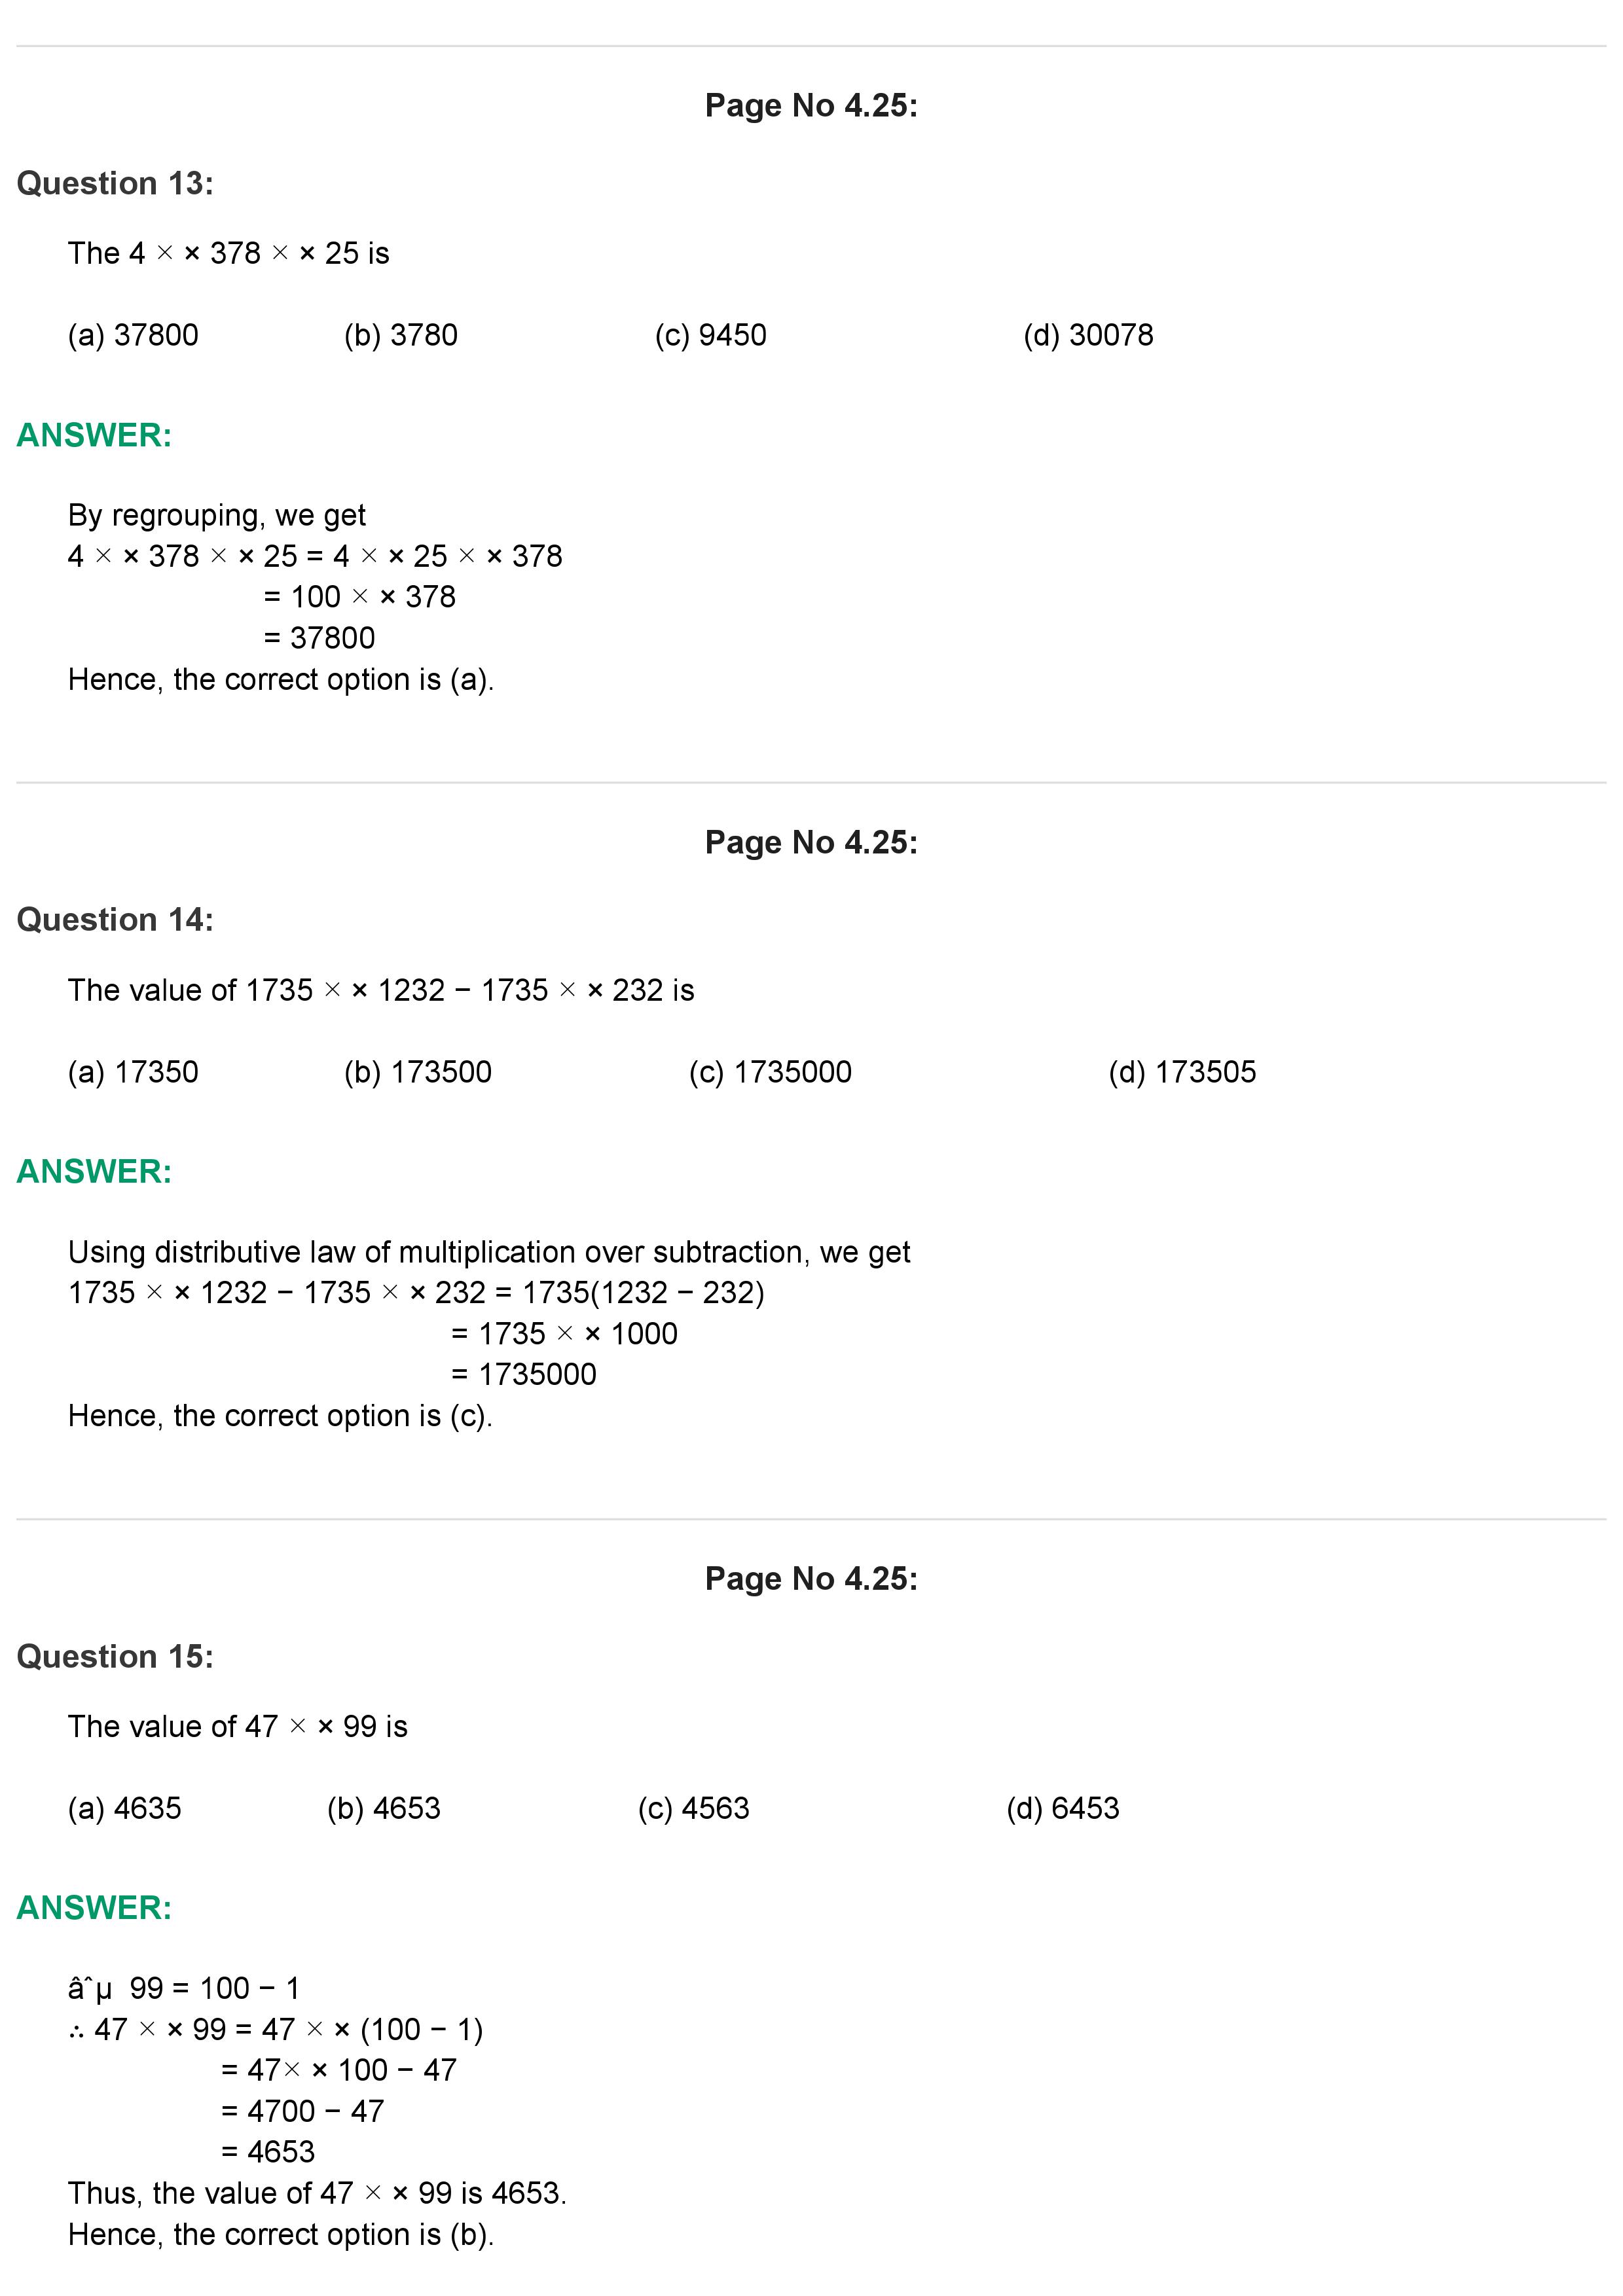 Page No 4.25:
Question 13:
The 4 × × 378 × × 25 is
(a) 37800 (b) 3780 (c) 9450 (d) 30078
ANSWER:
By regrouping, we get
4 × × 378 × × 25 = 4 × × 25 × × 378
= 100 × × 378
= 37800
Hence, the correct option is (a).
Page No 4.25:
Question 14:
The value of 1735 × × 1232 − 1735 × × 232 is
(a) 17350 (b) 173500 (c) 1735000 (d) 173505
ANSWER:
Using distributive law of multiplication over subtraction, we get
1735 × × 1232 − 1735 × × 232 = 1735(1232 − 232)
= 1735 × × 1000
= 1735000
Hence, the correct option is (c).
Page No 4.25:
Question 15:
The value of 47 × × 99 is
(a) 4635 (b) 4653 (c) 4563 (d) 6453
ANSWER:
âˆµ 99 = 100 − 1
∴ 47 × × 99 = 47 × × (100 − 1)
= 47× × 100 − 47
= 4700 − 47
= 4653
Thus, the value of 47 × × 99 is 4653.
Hence, the correct option is (b).